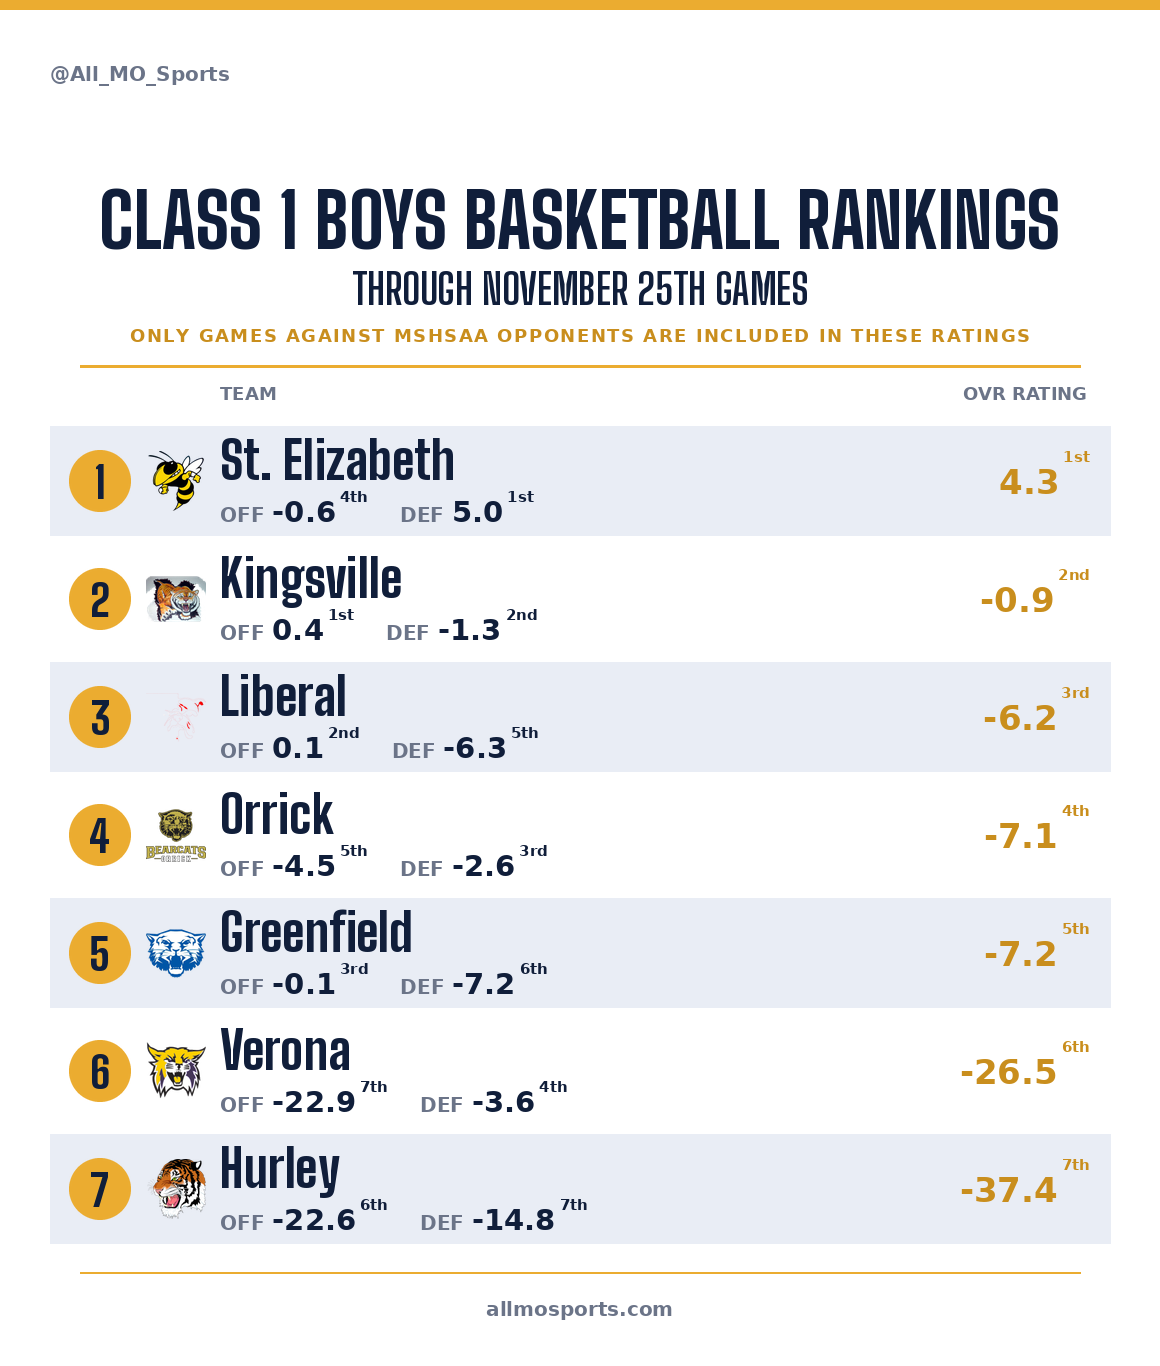 @All_MO_Sports
CLASS 1 BOYS BASKETBALL RANKINGS
THROUGH NOVEMBER 25TH GAMES
ONLY GAMES AGAINST MSHSAA OPPONENTS ARE INCLUDED IN THESE RATINGS
TEAM OVR RATING
1 St. Elizabeth 4.3 1st
OFF -0.6 4th DEF 5.0 1st
2 Kingsville -0.9 2nd
OFF 0.4 1st DEF -1.3 2nd
3 Liberal -6.2 3rd
OFF 0.1 2nd DEF -6.3 5th
4 Orrick -7.1 4th
BEARCATS
ORRICK
OFF -4.5 5th DEF -2.6 3rd
5 Greenfield -7.2 5th
OFF -0.1 3rd DEF -7.2 6th
6 Verona -26.5 6th
OFF -22.9 7th DEF -3.6 4th
7 Hurley -37.4 7th
OFF -22.6 6th DEF -14.8 7th
allmosports.com